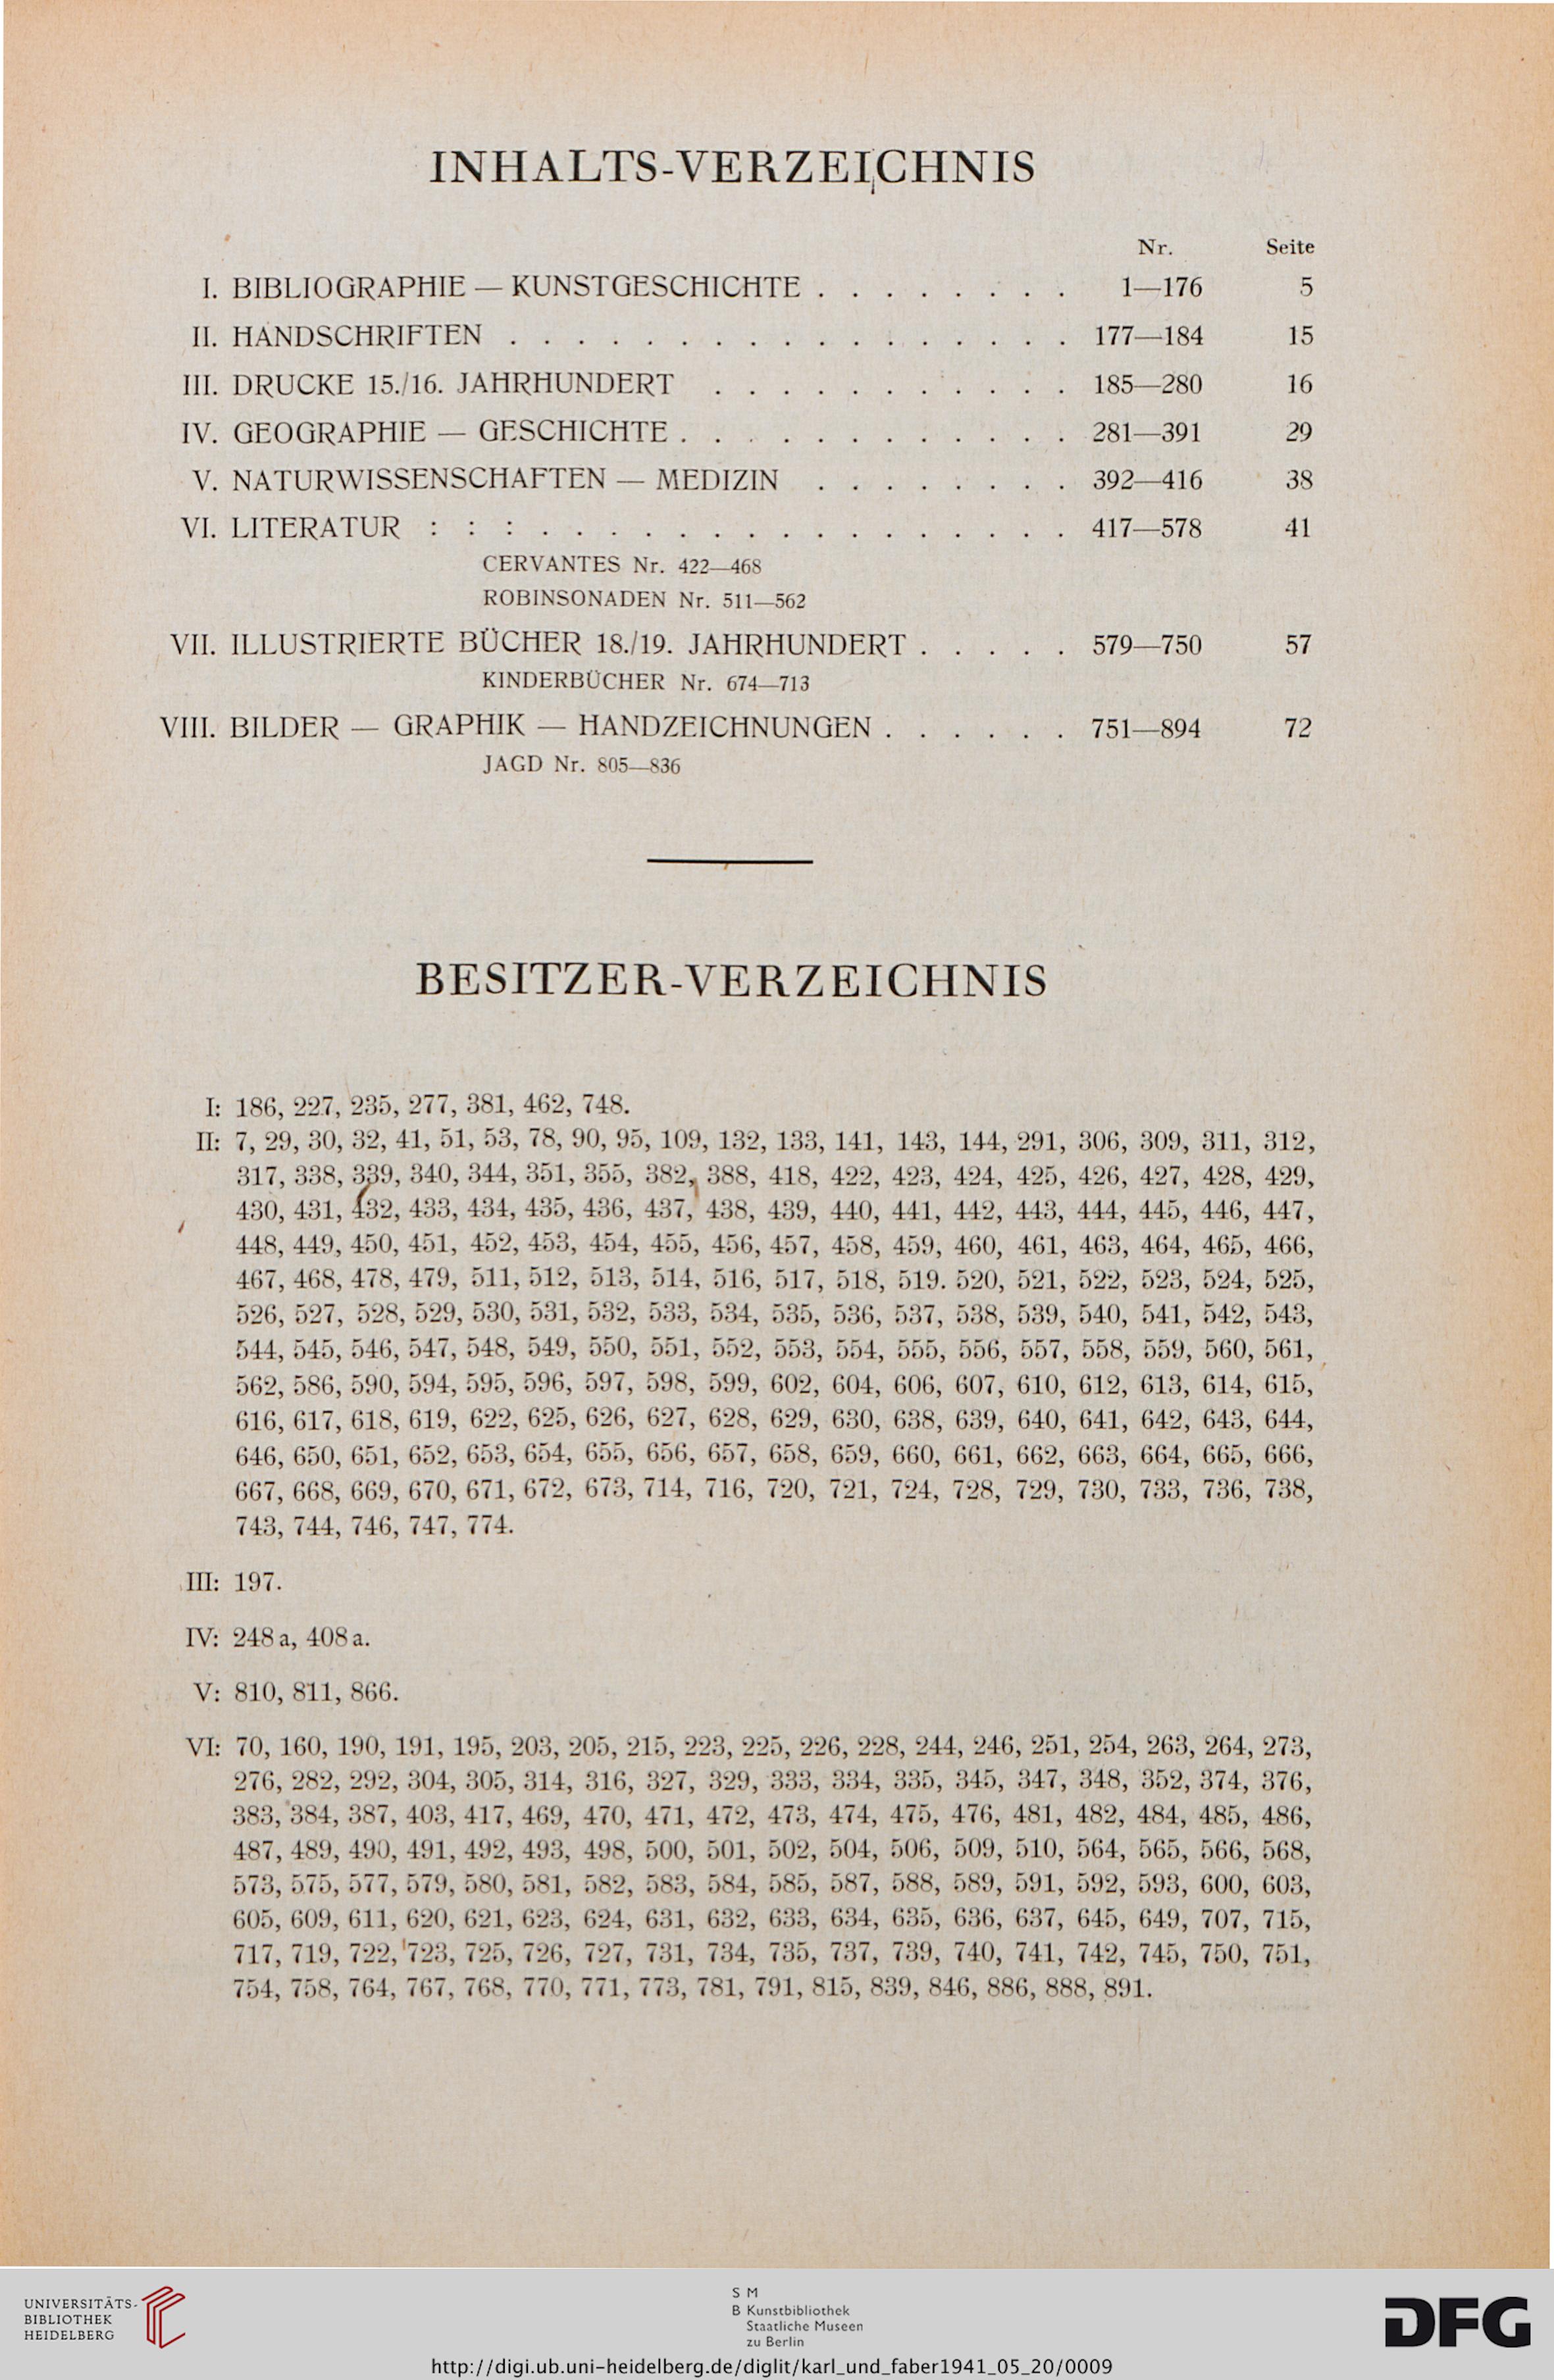 INHALTS-VERZEICHNIS
Nr. Seite
I. BIBLIOGRAPHIE — KUNSTGESCHICHTE . . . . . . . . 1—176 5
II. HANDSCHRIFTEN . . . . . . . . . . . . . . . . . 177—184 15
III. DRUCKE 15./16. JAHRHUNDERT . . . . . . . . . . . 185—280 16
IV. GEOGRAPHIE — GESCHICHTE . . . . . . . . . . . . 281—391 29
V. NATURWISSENSCHAFTEN — MEDIZIN . . . . . . . . 392—416 38
VI. LITERATUR : : : . . . . . . . . . . . . . . . . 417—578 41
CERVANTES Nr. 422—468
ROBINSONADEN Nr. 511—562
VII. ILLUSTRIERTE BÜCHER 18./19. JAHRHUNDERT . . . . . 579—750 57
KINDERBÜCHER Nr. 674—713
VIII. BILDER — GRAPHIK — HANDZEICHNUNGEN . . . . . . 751—894 72
JAGD Nr. 805—836
BESITZER-VERZEICHNIS
I: 186, 227, 235, 277, 381, 462, 748.
II: 7, 29, 30, 32, 41, 51, 53, 78, 90, 95, 109, 132, 133, 141, 143, 144, 291, 306, 309, 311, 312,
317, 338, 339, 340, 344, 351, 355, 382, 388, 418, 422, 423, 424, 425, 426, 427, 428, 429,
430, 431, 432, 433, 434, 435, 436, 437, 438, 439, 440, 441, 442, 443, 444, 445, 446, 447,
448, 449, 450, 451, 452, 453, 454, 455, 456, 457, 458, 459, 460, 461, 463, 464, 465, 466,
467, 468, 478, 479, 511, 512, 513, 514, 516, 517, 518, 519. 520, 521, 522, 523, 524, 525,
526, 527, 528, 529, 530, 531, 532, 533, 534, 535, 536, 537, 538, 539, 540, 541, 542, 543,
544, 545, 546, 547, 548, 549, 550, 551, 552, 553, 554, 555, 556, 557, 558, 559, 560, 561,
562, 586, 590, 594, 595, 596, 597, 598, 599, 602, 604, 606, 607, 610, 612, 613, 614, 615,
616, 617, 618, 619, 622, 625, 626, 627, 628, 629, 630, 638, 639, 640, 641, 642, 643, 644,
646, 650, 651, 652, 653, 654, 655, 656, 657, 658, 659, 660, 661, 662, 663, 664, 665, 666,
667, 668, 669, 670, 671, 672, 673, 714, 716, 720, 721, 724, 728, 729, 730, 733, 736, 738,
743, 744, 746, 747, 774.
III: 197.
IV: 248 a, 408 a.
V: 810, 811, 866.
VI: 70, 160, 190, 191, 195, 203, 205, 215, 223, 225, 226, 228, 244, 246, 251, 254, 263, 264, 273,
276, 282, 292, 304, 305, 314, 316, 327, 329, 333, 334, 335, 345, 347, 348, 352, 374, 376,
383, 384, 387, 403, 417, 469, 470, 471, 472, 473, 474, 475, 476, 481, 482, 484, 485, 486,
487, 489, 490, 491, 492, 493, 498, 500, 501, 502, 504, 506, 509, 510, 564, 565, 566, 568,
573, 575, 577, 579, 580, 581, 582, 583, 584, 585, 587, 588, 589, 591, 592, 593, 600, 603,
605, 609, 611, 620, 621, 623, 624, 631, 632, 633, 634, 635, 636, 637, 645, 649, 707, 715,
717, 719, 722, 723, 725, 726, 727, 731, 734, 735, 737, 739, 740, 741, 742, 745, 750, 751,
754, 758, 764, 767, 768, 770, 771, 773, 781, 791, 815, 839, 846, 886, 888, 891.
UNIVERSITÄTS-
BIBLIOTHEK
HEIDELBERG
S M
B Kunstbibliothek
Staatliche Museen
zu Berlin
DFG
http://digi.ub.uni-heidelberg.de/diglit/karl_und_faber1941_05_20/0009